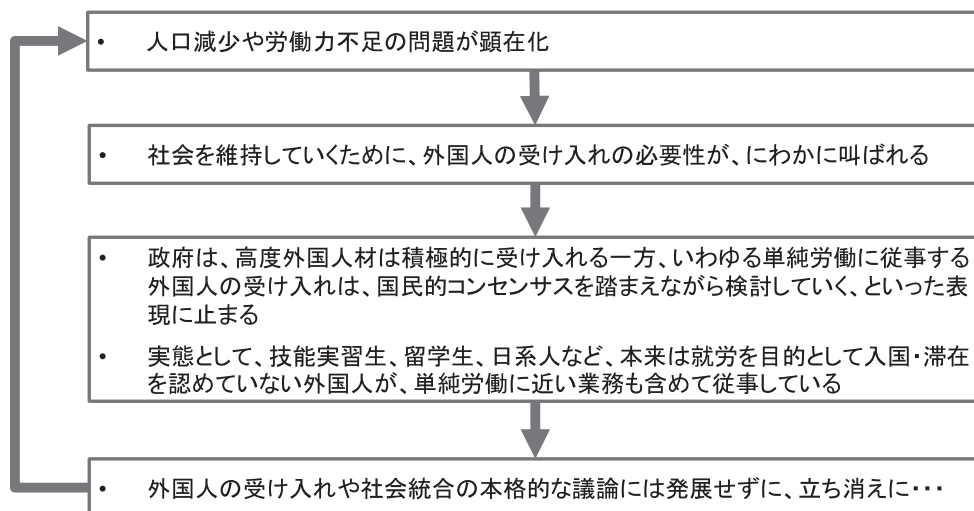 • 人口減少や労働力不足の問題が顕在化
• 社会を維持していくために、外国人の受け入れの必要性が、にわかに叫ばれる
• 政府は、高度外国人材は積極的に受け入れる一方、いわゆる単純労働に従事する
外国人の受け入れは、国民的コンセンサスを踏まえながら検討していく、といった表
現に止まる
• 実態として、技能実習生、留学生、日系人など、本来は就労を目的として入国・滞在
を認めていない外国人が、単純労働に近い業務も含めて従事している
• 外国人の受け入れや社会統合の本格的な議論には発展せずに、立ち消えに・・・